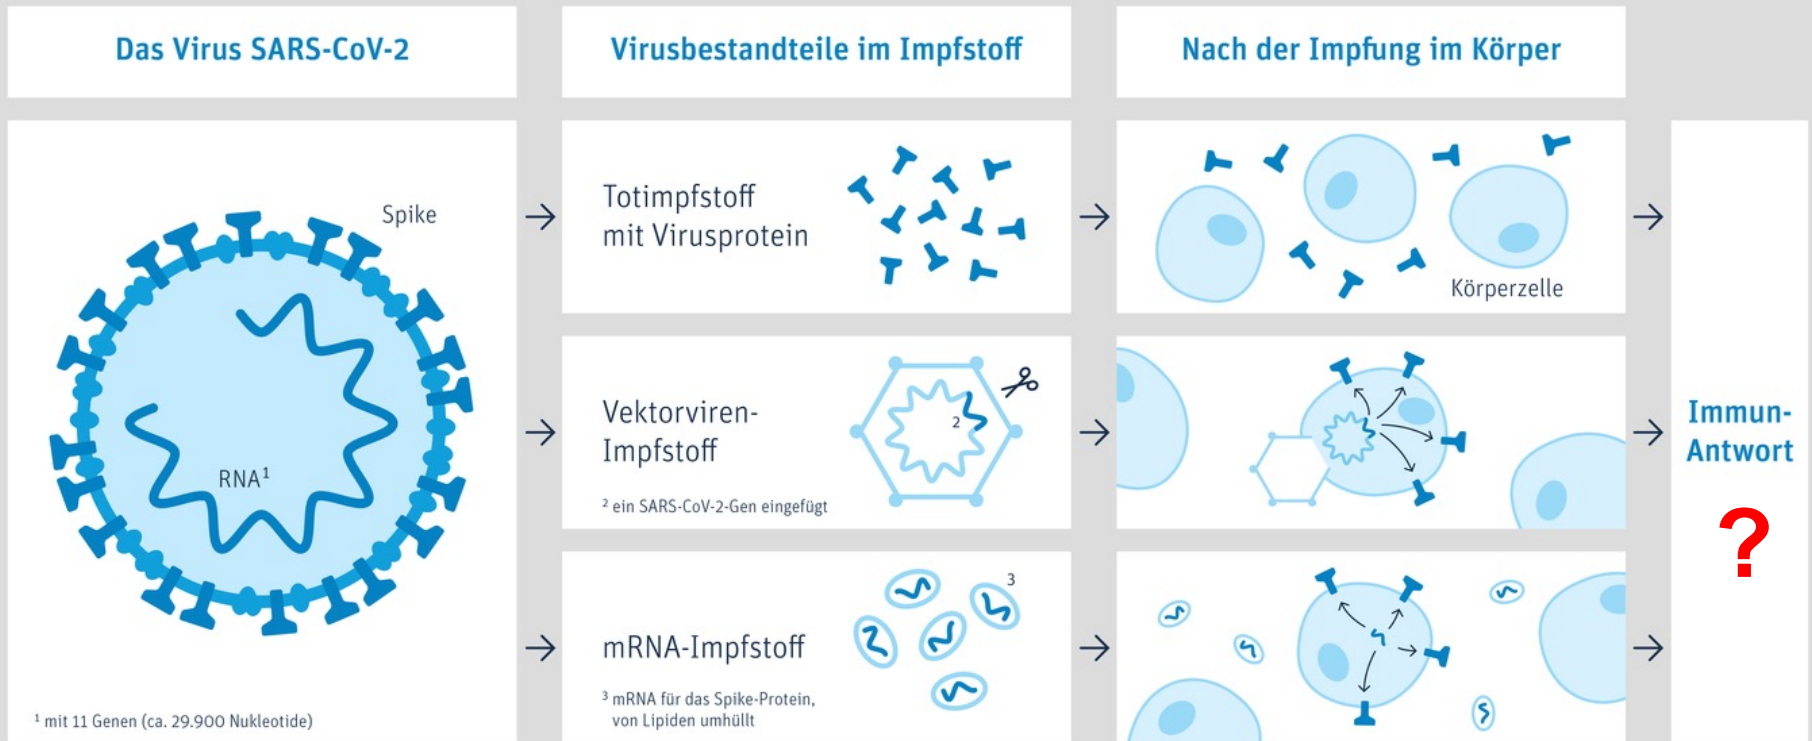 Das Virus SARS-CoV-2
Virusbestandteile im Impfstoff
Nach der Impfung im Körper
Spike
RNA¹
¹ mit 11 Genen (ca. 29.900 Nukleotide)
Totimpfstoff
mit Virusprotein
Körperzelle
Vektorviren-
Impfstoff
2
² ein SARS-CoV-2-Gen eingefügt
mRNA-Impfstoff
3
³ mRNA für das Spike-Protein,
von Lipiden umhüllt
Immun-
Antwort
?